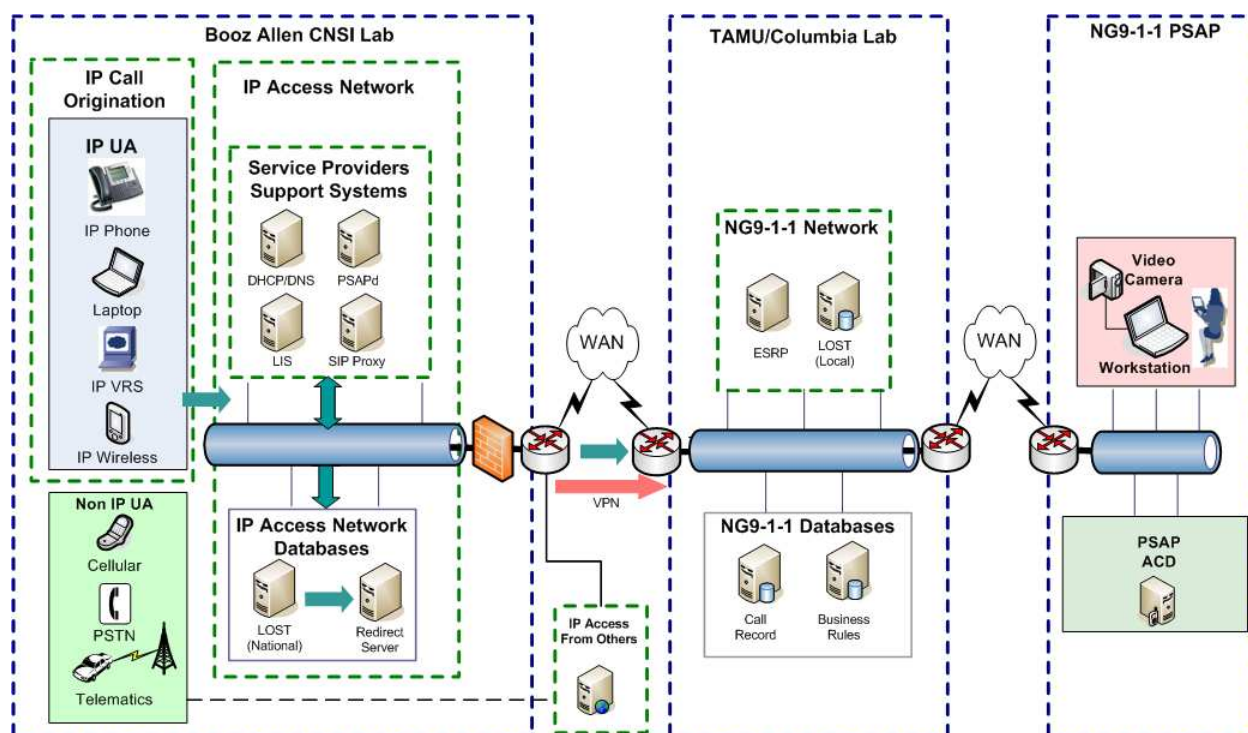 Booz Allen CNSI Lab
TAMU/Columbia Lab
NG9-1-1 PSAP
IP Call
Origination
IP UA
IP Phone
Laptop
IP VRS
IP Wireless
Non IP UA
Cellular
PSTN
Telematics
IP Access Network
Service Providers
Support Systems
DHCP/DNS
PSAPd
LIS
SIP Proxy
IP Access Network
Databases
LOST
(National)
Redirect
Server
WAN
VPN
IP Access
From Others
NG9-1-1 Network
ESRP
LOST
(Local)
NG9-1-1 Databases
Call
Record
Business
Rules
WAN
Video
Camera
Workstation
PSAP
ACD